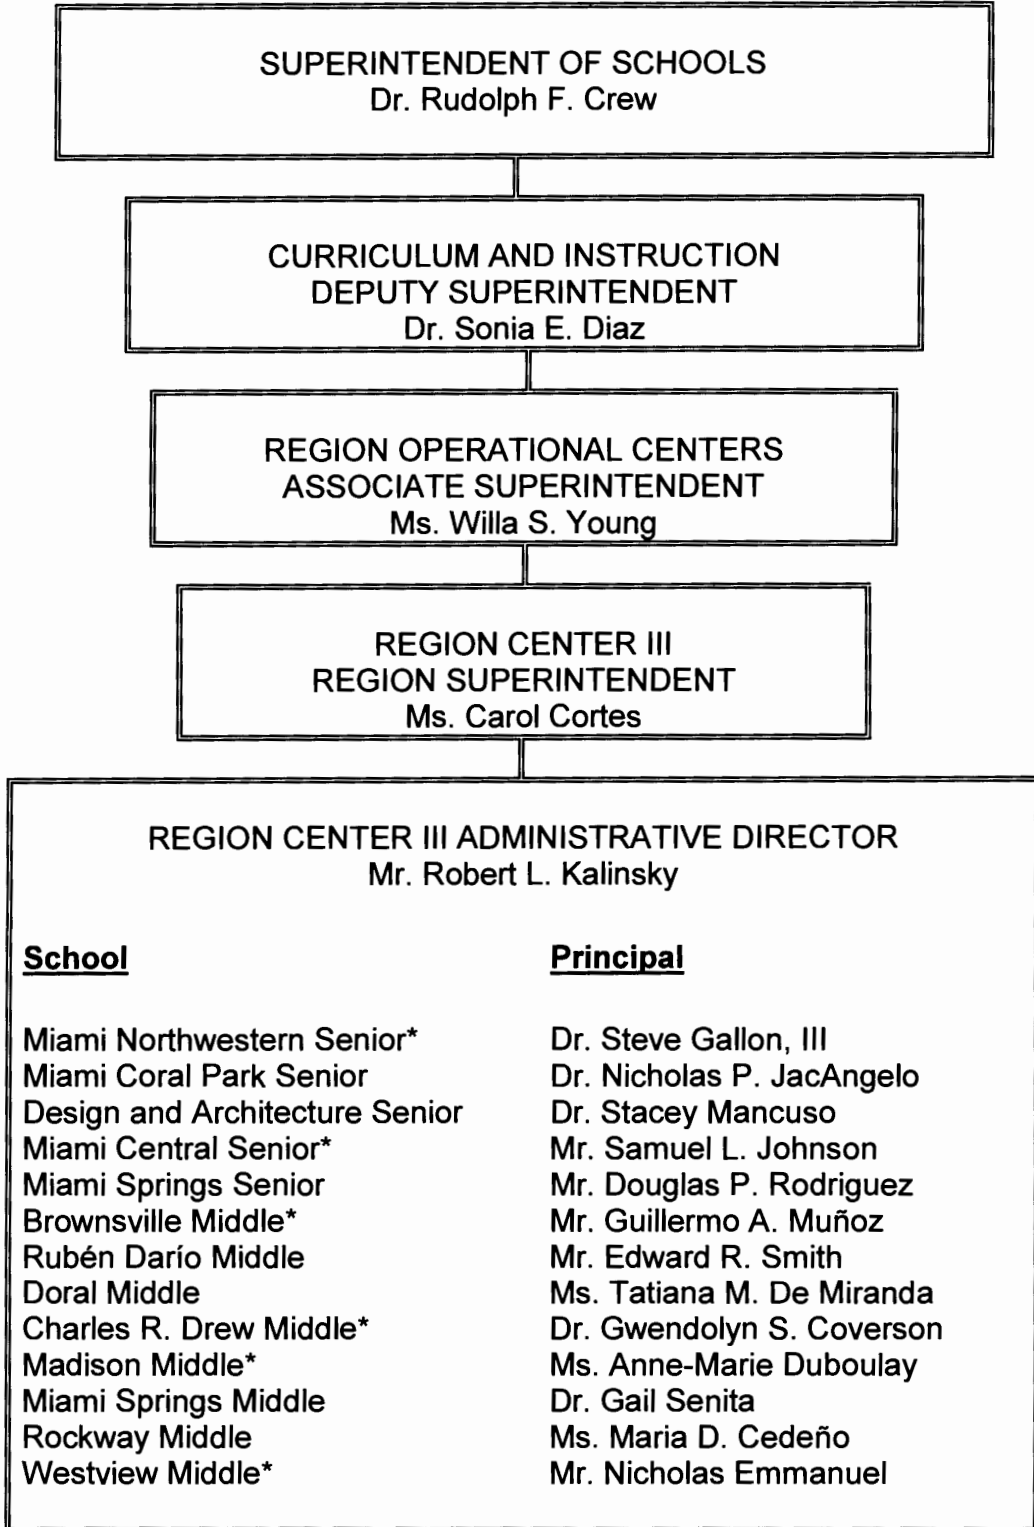 SUPERINTENDENT OF SCHOOLS
Dr. Rudolph F. Crew
CURRICULUM AND INSTRUCTION
DEPUTY SUPERINTENDENT
Dr. Sonia E. Diaz
REGION OPERATIONAL CENTERS
ASSOCIATE SUPERINTENDENT
Ms. Willa S. Young
REGION CENTER III
REGION SUPERINTENDENT
Ms. Carol Cortes
REGION CENTER III ADMINISTRATIVE DIRECTOR
Mr. Robert L. Kalinsky
School Principal
Miami Northwestern Senior* Dr. Steve Gallon, III
Miami Coral Park Senior Dr. Nicholas P. JacAngelo
Design and Architecture Senior Dr. Stacey Mancuso
Miami Central Senior* Mr. Samuel L. Johnson
Miami Springs Senior Mr. Douglas P. Rodriguez
Brownsville Middle* Mr. Guillermo A. Muñoz
Rubén Darío Middle Mr. Edward R. Smith
Doral Middle Ms. Tatiana M. De Miranda
Charles R. Drew Middle* Dr. Gwendolyn S. Coverson
Madison Middle* Ms. Anne-Marie Duboulay
Miami Springs Middle Dr. Gail Senita
Rockway Middle Ms. Maria D. Cedeño
Westview Middle* Mr. Nicholas Emmanuel